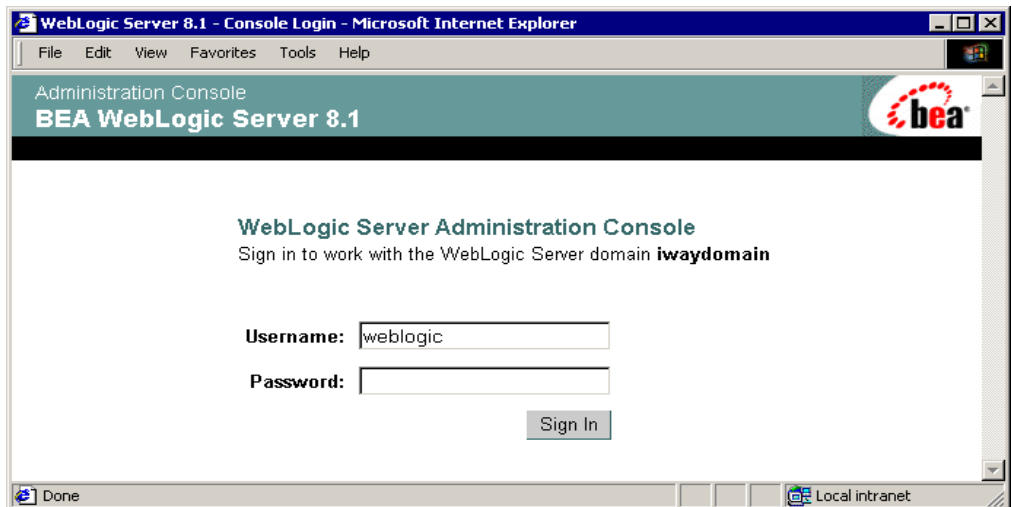 WebLogic Server 8.1 - Console Login - Microsoft Internet Explorer
File Edit View Favorites Tools Help
Administration Console
BEA WebLogic Server 8.1
bea
WebLogic Server Administration Console
Sign in to work with the WebLogic Server domain iwaydomain
Username: weblogic
Password:
Sign In
Done Local intranet